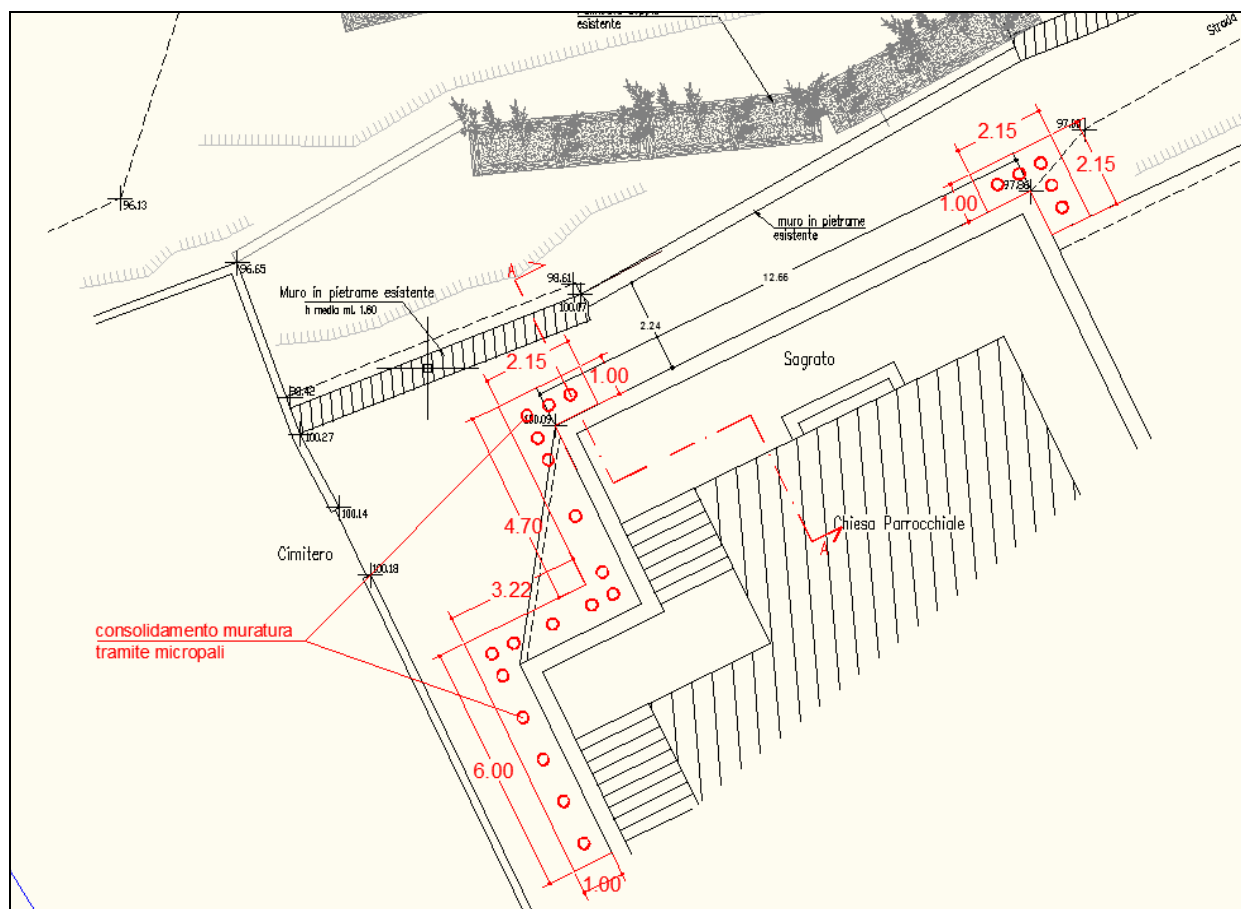 esistente
Strada
97.00
2.15
2.15
97.86
1.00
96.13
muro in pietrame
esistente
96.65
A
98.61
12.66
Muro in pietrame esistente
h media ml. 1.60
100.07
2.24
2.15
1.00
Sagrato
98.42
100.09
100.27
4.70
100.14
Chiesa Parrocchiale
A
Cimitero
100.18
3.22
consolidamento muratura
tramite micropali
6.00
1.00